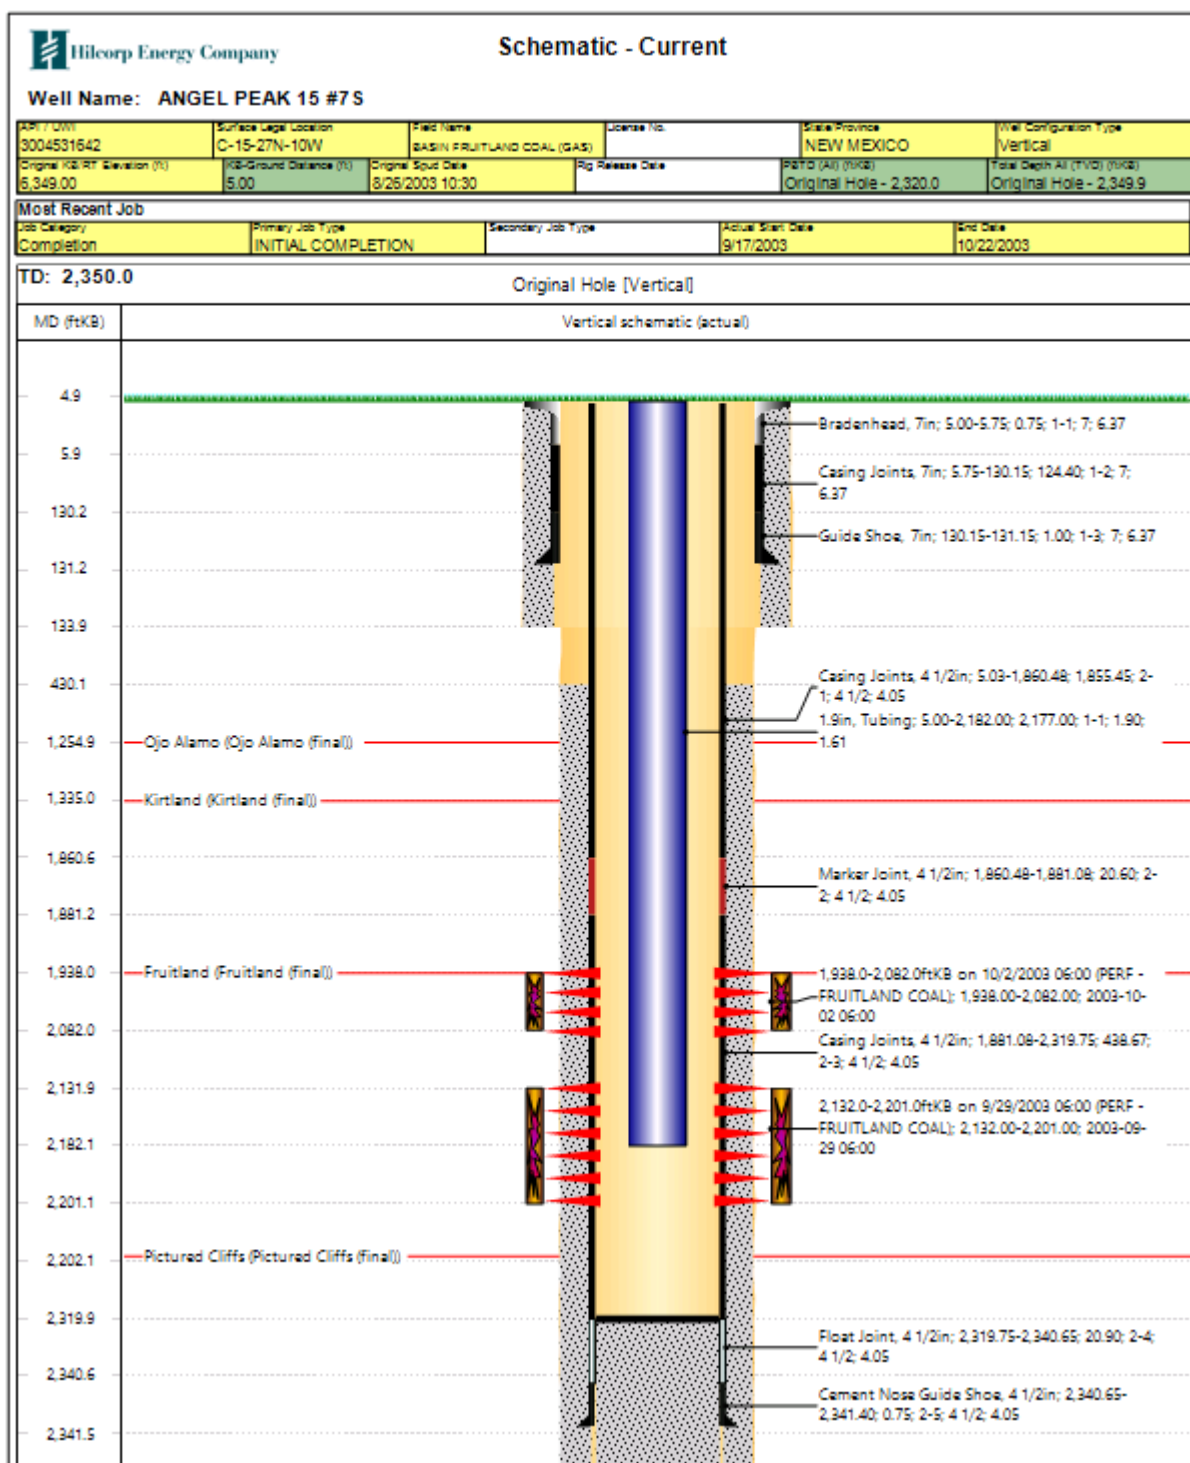 Hilcorp Energy Company
Schematic - Current
Well Name: ANGEL PEAK 15 #7S
API / UWI Surface Legal Location Field Name License No. State/Province Well Configuration Type
3004531642 C-15-27N-10W BASIN FRUITLAND COAL (GAS) NEW MEXICO Vertical
Original KB/RT Elevation (ft) KB-Ground Distance (ft) Original Spud Date Rig Release Date PBTD (All) (ftKB) Total Depth All (TVD) (ftKB)
6,349.00 5.00 8/26/2003 10:30 Original Hole - 2,320.0 Original Hole - 2,349.9
Most Recent Job
Job Category Primary Job Type Secondary Job Type Actual Start Date End Date
Completion INITIAL COMPLETION 9/17/2003 10/22/2003
TD: 2,350.0
Original Hole [Vertical]
MD (ftKB) Vertical schematic (actual)
4.9
Bradenhead, 7in; 5.00-5.75; 0.75; 1-1; 7; 6.37
5.9
Casing Joints, 7in; 5.75-130.15; 124.40; 1-2; 7;
6.37
130.2
Guide Shoe, 7in; 130.15-131.15; 1.00; 1-3; 7; 6.37
131.2
133.9
430.1
Casing Joints, 4 1/2in; 5.03-1,860.48; 1,855.45; 2-
1; 4 1/2; 4.05
1.9in, Tubing; 5.00-2,182.00; 2,177.00; 1-1; 1.90;
1.61
1,254.9
Ojo Alamo (Ojo Alamo (final))
1,335.0
Kirtland (Kirtland (final))
1,860.6
Marker Joint, 4 1/2in; 1,860.48-1,881.08; 20.60; 2-
2; 4 1/2; 4.05
1,881.2
1,938.0
Fruitland (Fruitland (final))
1,938.0-2,082.0ftKB on 10/2/2003 06:00 (PERF -
FRUITLAND COAL); 1,938.00-2,082.00; 2003-10-
02 06:00
2,082.0
Casing Joints, 4 1/2in; 1,881.08-2,319.75; 438.67;
2-3; 4 1/2; 4.05
2,131.9
2,132.0-2,201.0ftKB on 9/29/2003 06:00 (PERF -
FRUITLAND COAL); 2,132.00-2,201.00; 2003-09-
29 06:00
2,182.1
2,201.1
2,202.1
Pictured Cliffs (Pictured Cliffs (final))
2,319.9
Float Joint, 4 1/2in; 2,319.75-2,340.65; 20.90; 2-4;
4 1/2; 4.05
2,340.6
Cement Nose Guide Shoe, 4 1/2in; 2,340.65-
2,341.40; 0.75; 2-5; 4 1/2; 4.05
2,341.5